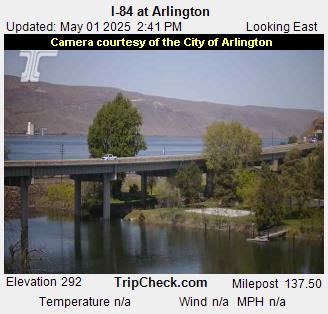 I-84 at Arlington
Updated: May 01 2025 2:41 PM Looking East
Camera courtesy of the City of Arlington
Elevation 292 TripCheck.com Milepost 137.50
Temperature n/a Wind n/a MPH n/a